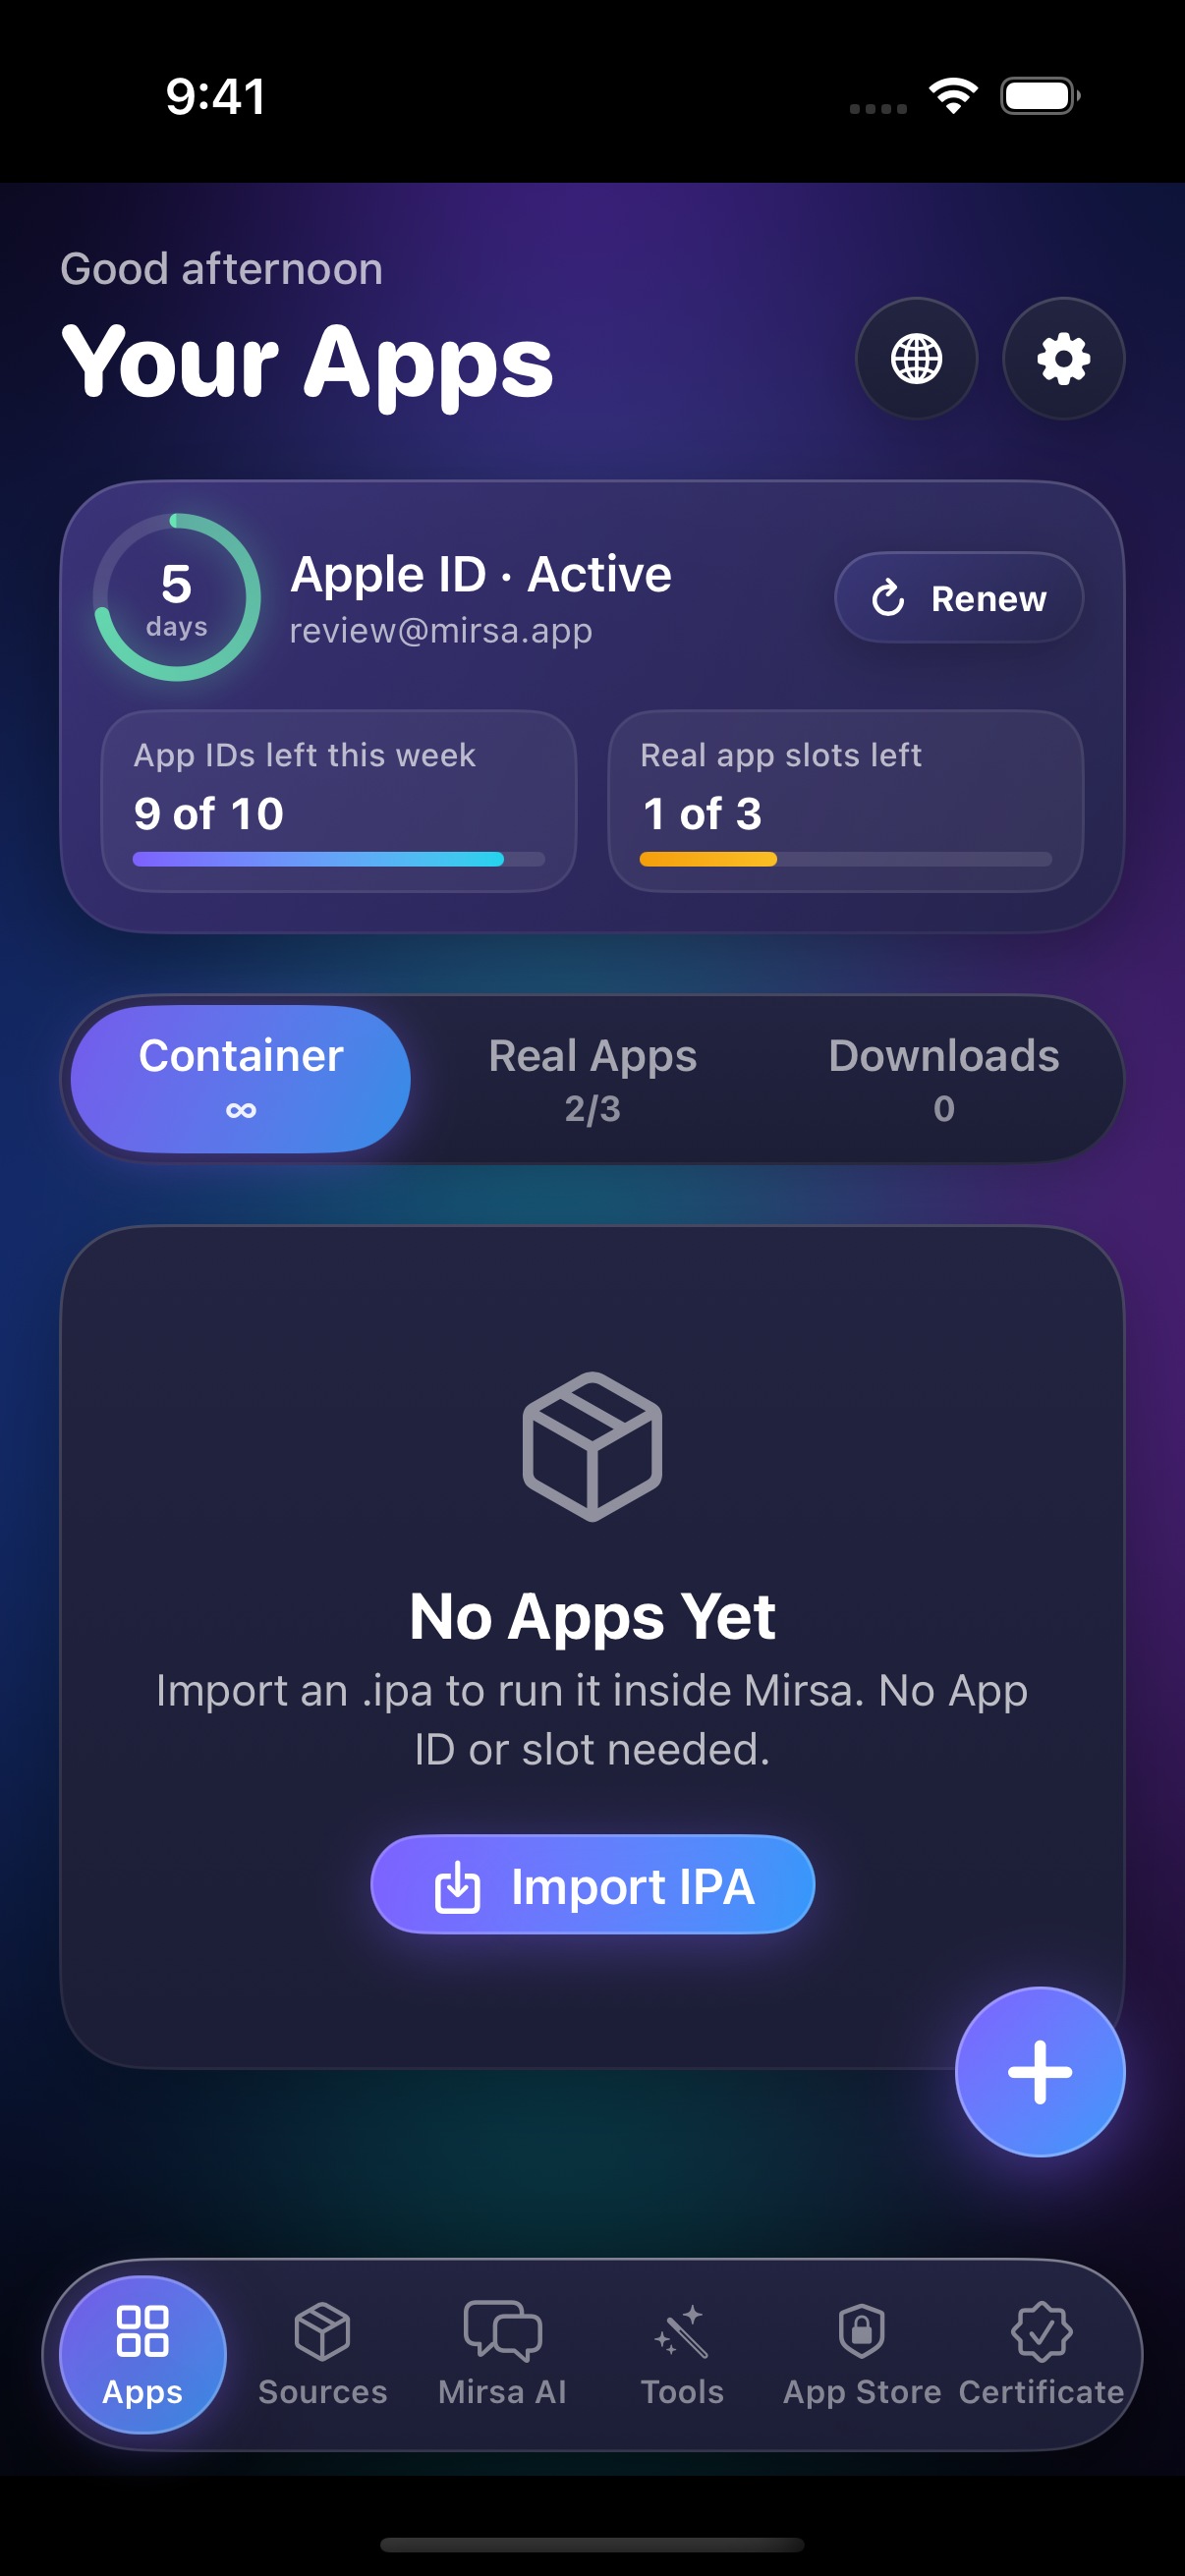 9:41
Good afternoon
Your Apps
5
days
Apple ID · Active
review@mirsa.app
Renew
App IDs left this week
9 of 10
Real app slots left
1 of 3
Container
∞
Real Apps
2/3
Downloads
0
No Apps Yet
Import an .ipa to run it inside Mirsa. No App
ID or slot needed.
Import IPA
Apps
Sources
Mirsa AI
Tools
App Store
Certificate